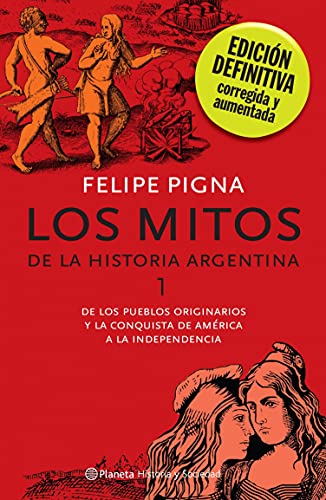 EDICIÓN
DEFINITIVA
corregida y
aumentada
FELIPE PIGNA
LOS MITOS
DE LA HISTORIA ARGENTINA
1
DE LOS PUEBLOS ORIGINARIOS
Y LA CONQUISTA DE AMÉRICA
A LA INDEPENDENCIA
Planeta Historia y Sociedad